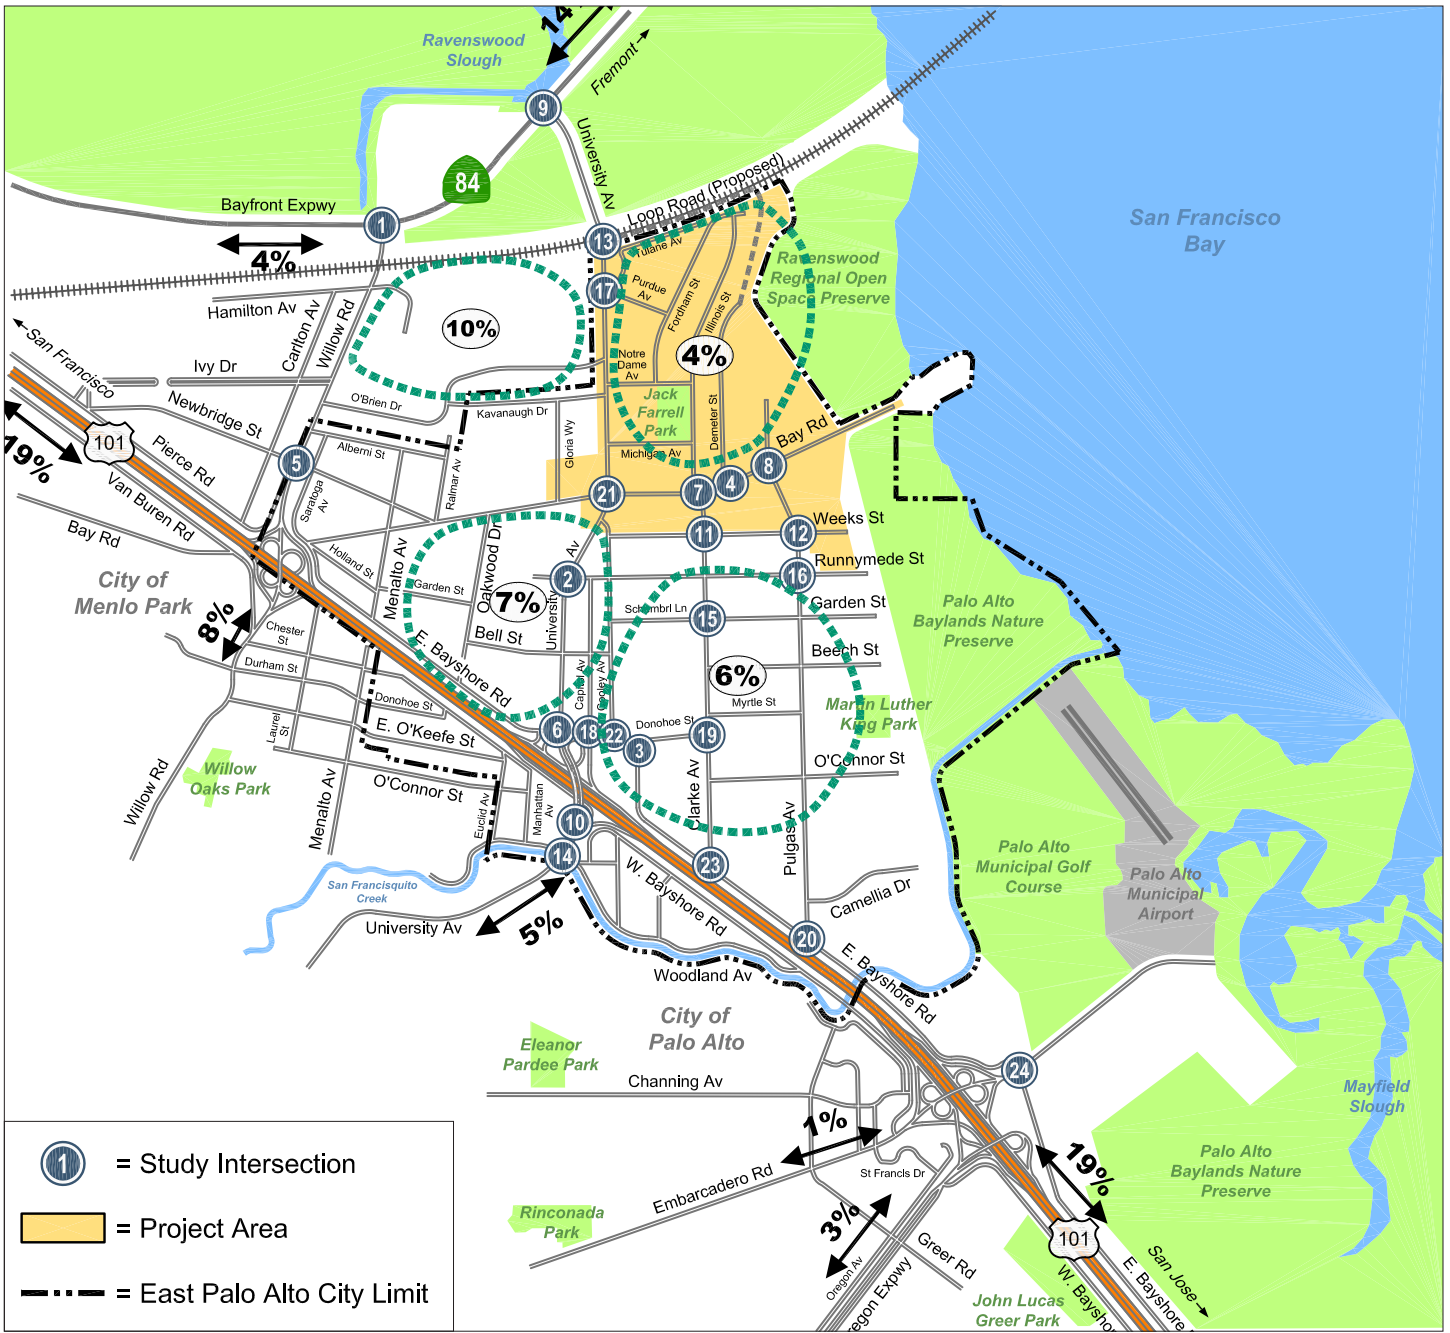 14
Ravenswood
Slough
Fremont
9
University Av
84
Loop Road (Proposed)
Bayfront Expwy
1
4%
13
Tulane Av
San Francisco
Bay
Ravenswood
Regional Open
Space Preserve
17
Purdue
Av
Fordham St
Illinois St
Hamilton Av
Carlton Av
Willow Rd
10%
4%
San Francisco
Ivy Dr
Notre
Dame
Av
Newbridge St
O'Brien Dr
Kavanaugh Dr
Jack
Farrell
Park
Demeter St
Bay Rd
19%
101
Pierce Rd
Alberni St
Gloria Wy
Michigan Av
5
Ralmar Av
8
4
7
21
Van Buren Rd
Saratoga
Av
Bay Rd
Weeks St
11
12
Holland St
Menalto Av
Oakwood Dr
Av
Runnymede St
City of
Menlo Park
2
16
Garden St
7%
Garden St
8%
University
Schembri Ln
15
Palo Alto
Baylands Nature
Preserve
Chester
St
Bell St
Beech St
Durham St
E. Bayshore Rd
Capitol Av
Cooley Av
6%
Donohoe St
Myrtle St
Martin Luther
King Park
Laurel
St
E. O'Keefe St
6
18
22
3
Donohoe St
19
O'Connor St
Willow
Oaks Park
O'Connor St
Willow Rd
Menalto Av
Euclid Av
Manhattan
Av
10
Clarke Av
Pulgas Av
14
23
Palo Alto
Municipal Golf
Course
Palo Alto
Municipal
Airport
San Francisquito
Creek
W. Bayshore Rd
Camellia Dr
University Av
5%
20
Woodland Av
E. Bayshore Rd
City of
Palo Alto
Eleanor
Pardee Park
Channing Av
24
Mayfield
Slough
1%
Embarcadero Rd
St Francis Dr
19%
Palo Alto
Baylands Nature
Preserve
Rinconada
Park
3%
Greer Rd
101
Oregon Av
San Jose
E. Bayshore
W. Bayshor
John Lucas
Greer Park
regon Expwy
1 = Study Intersection
= Project Area
= East Palo Alto City Limit